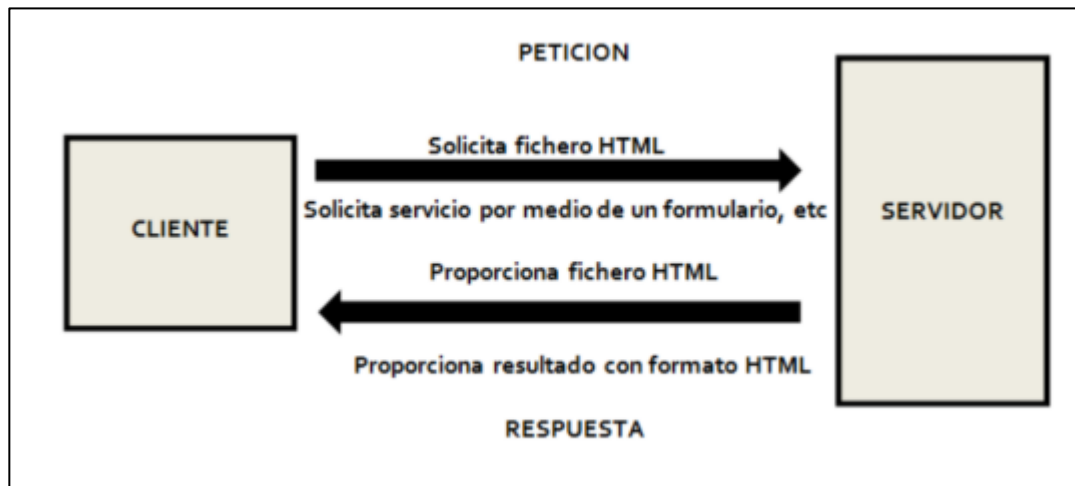 PETICION
Solicita fichero HTML
Solicita servicio por medio de un formulario, etc
CLIENTE
SERVIDOR
Proporciona fichero HTML
Proporciona resultado con formato HTML
RESPUESTA